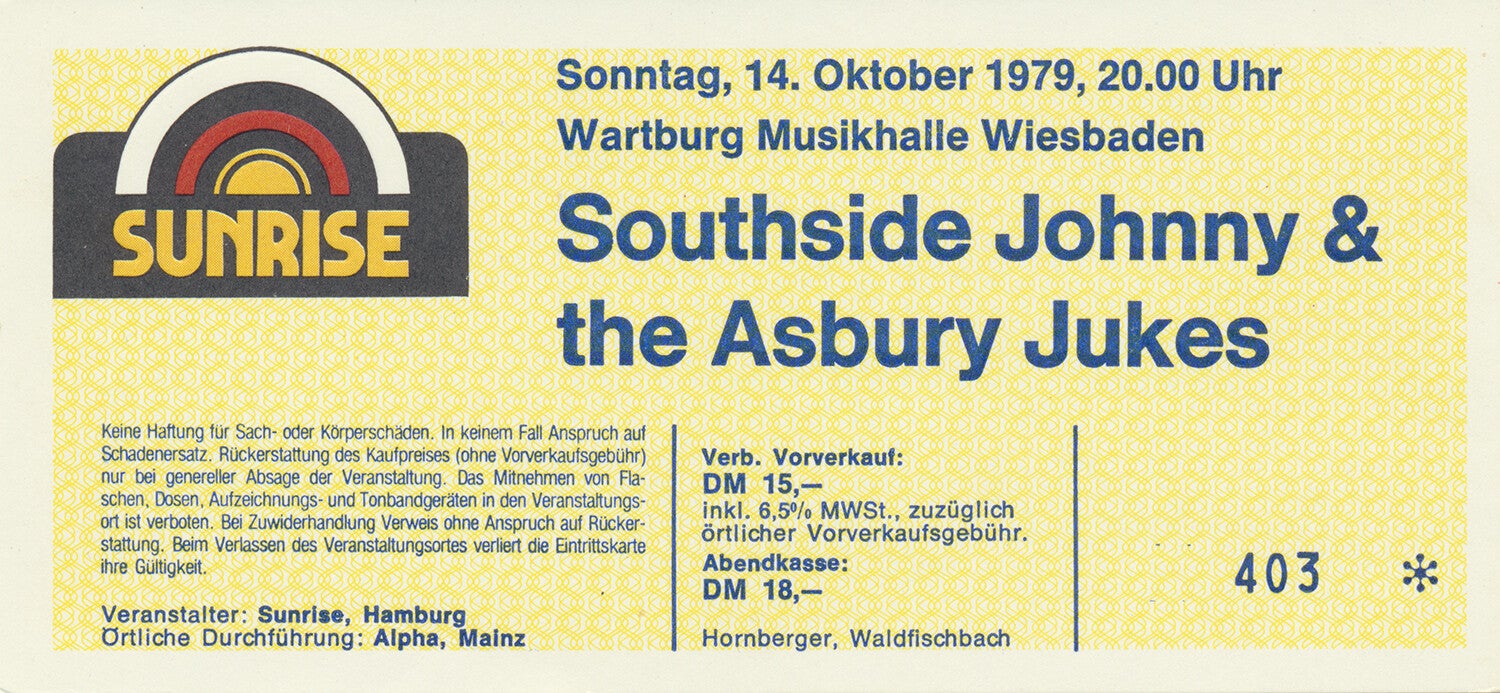 SUNRISE
Sonntag, 14. Oktober 1979, 20.00 Uhr
Wartburg Musikhalle Wiesbaden
Southside Johnny &
the Asbury Jukes
Keine Haftung für Sach- oder Körperschäden. In keinem Fall Anspruch auf
Schadenersatz. Rückerstattung des Kaufpreises (ohne Vorverkaufsgebühr)
nur bei genereller Absage der Veranstaltung. Das Mitnehmen von Fla-
schen, Dosen, Aufzeichnungs- und Tonbandgeräten in den Veranstaltungs-
ort ist verboten. Bei Zuwiderhandlung Verweis ohne Anspruch auf Rücker-
stattung. Beim Verlassen des Veranstaltungsortes verliert die Eintrittskarte
ihre Gültigkeit.
Veranstalter: Sunrise, Hamburg
Örtliche Durchführung: Alpha, Mainz
Verb. Vorverkauf:
DM 15,—
inkl. 6,5% MWSt., zuzüglich
örtlicher Vorverkaufsgebühr.
Abendkasse:
DM 18,—
Hornberger, Waldfischbach
403 *